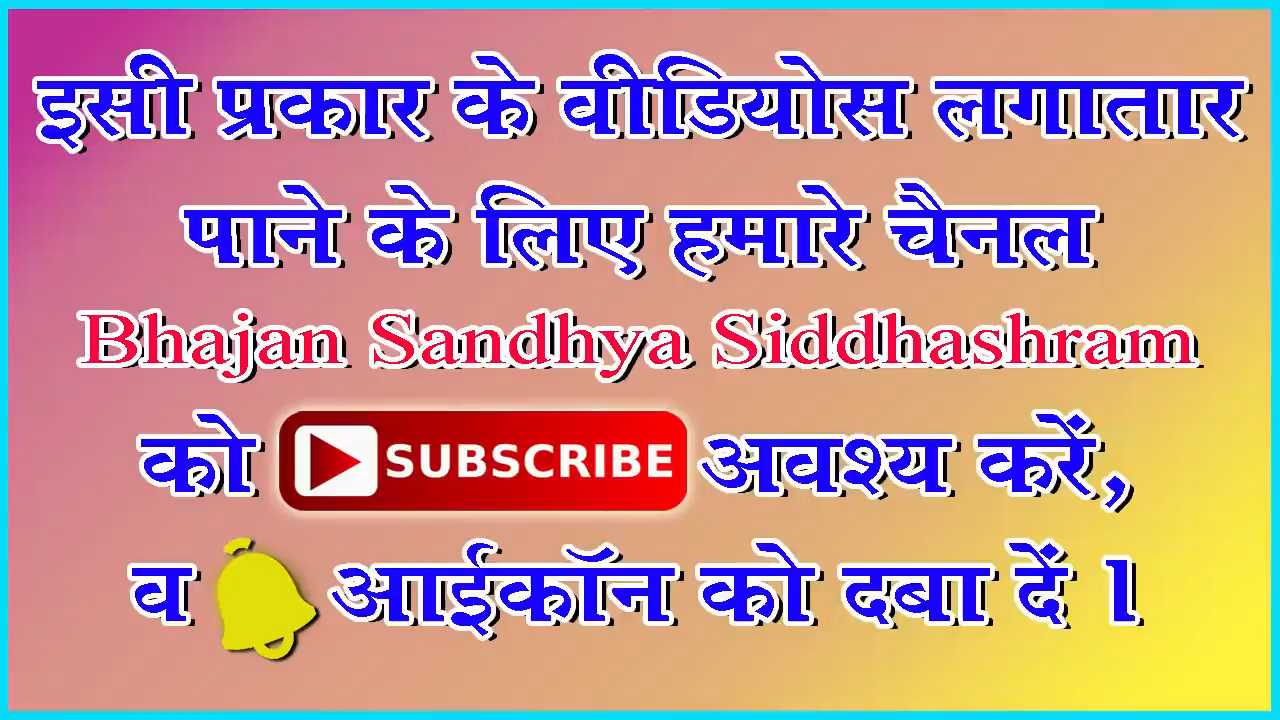 इसी प्रकार के वीडियोस लगातार
पाने के लिए हमारे चैनल
Bhajan Sandhya Siddhashram
को SUBSCRIBE अवश्य करें,
व आईकॉन को दबा दें ।